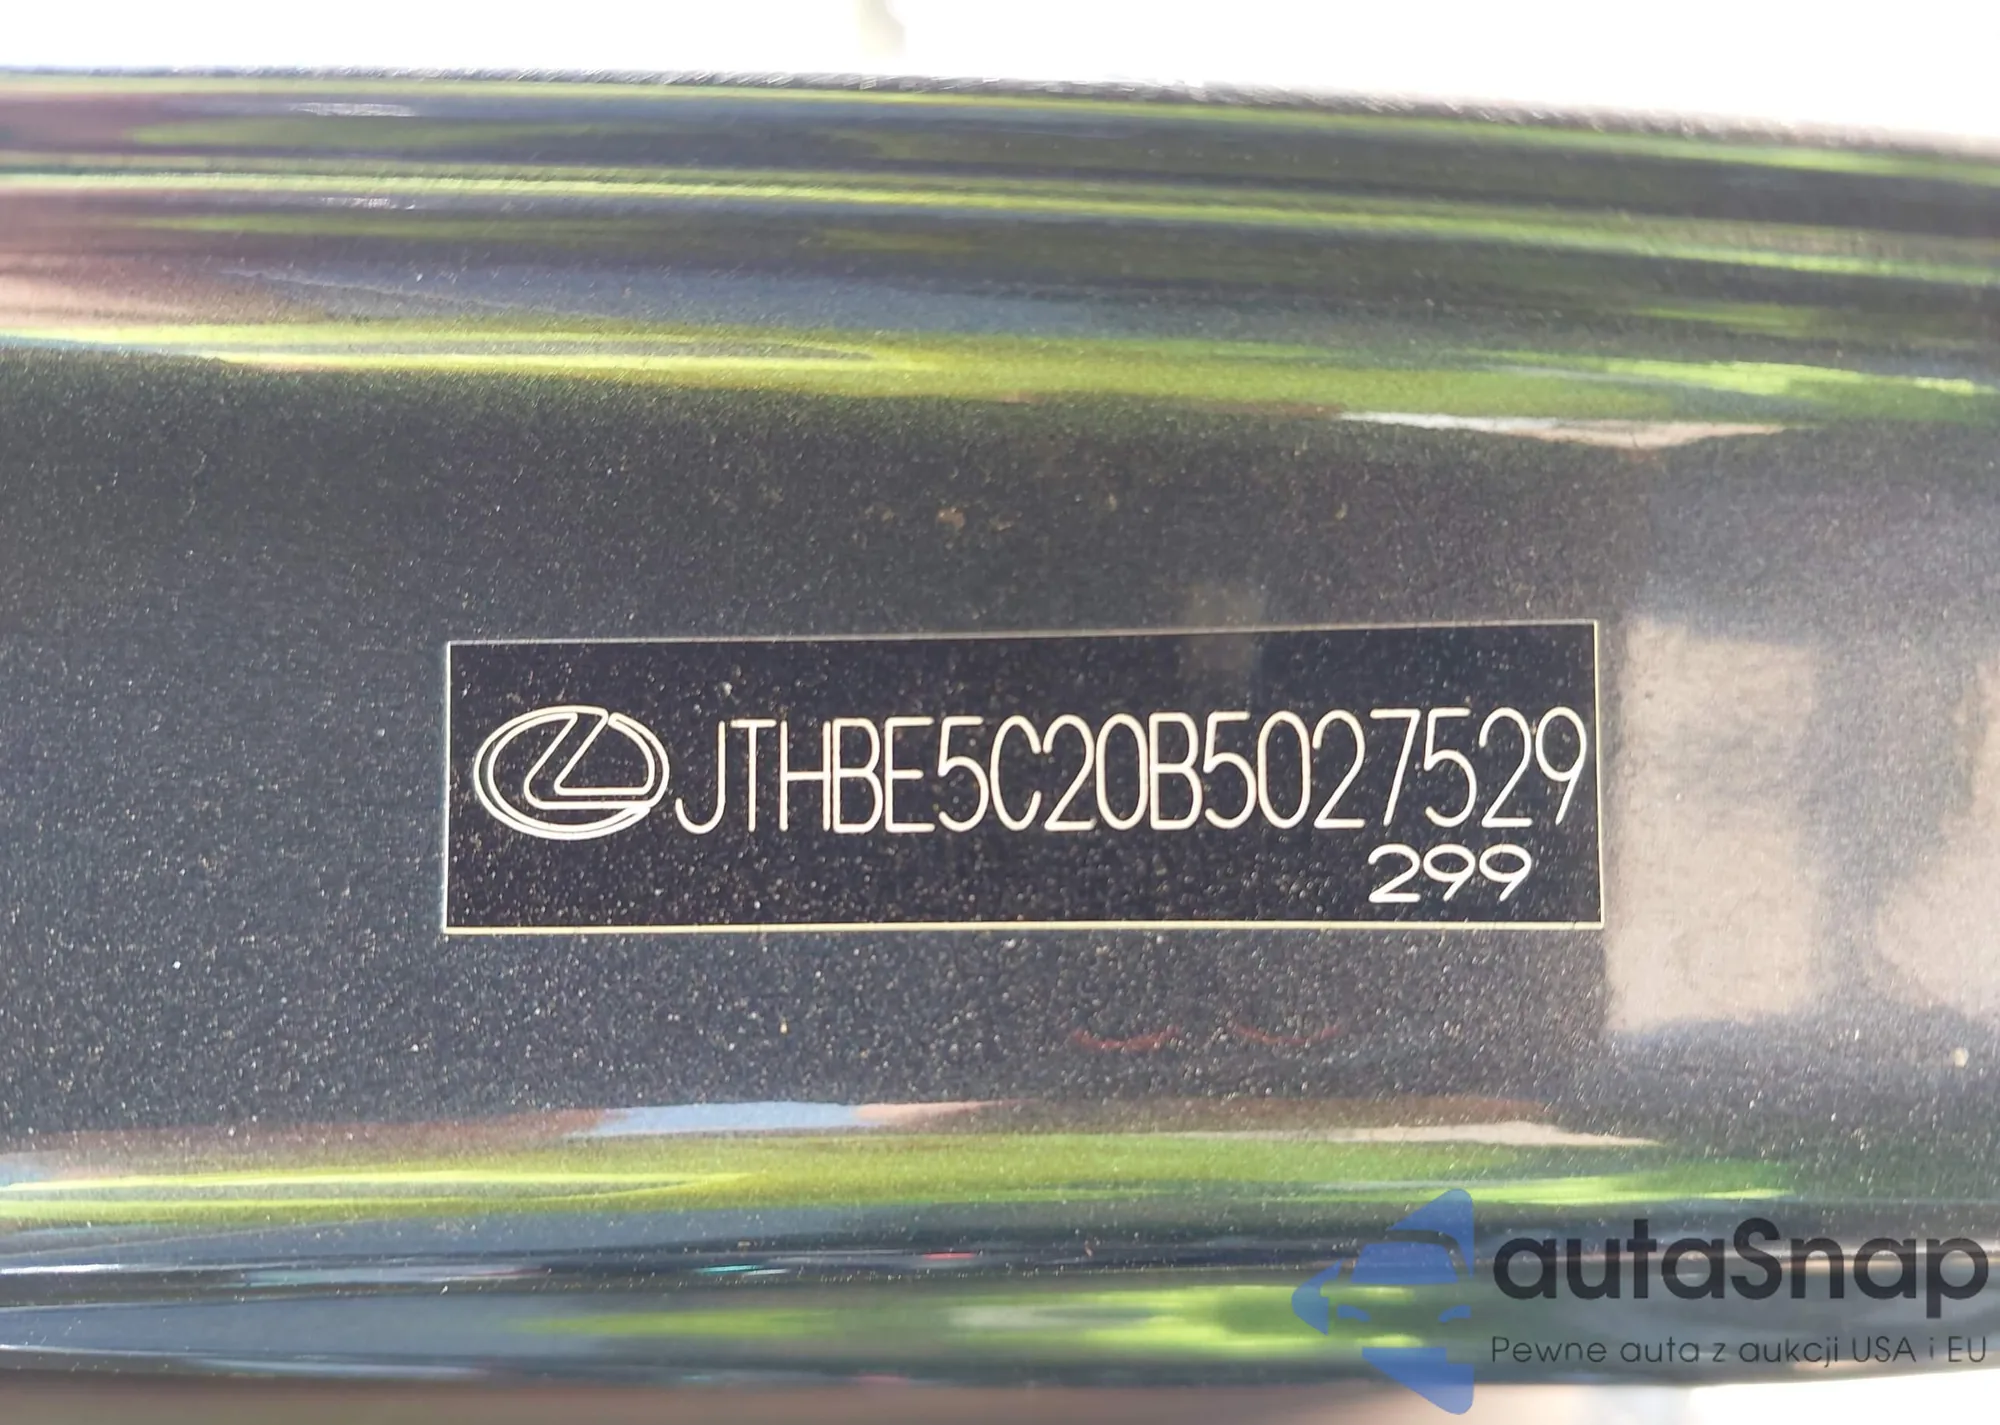 JTHBE5C20B5027529
299
autaSnap
Pewne auta z aukcji USA i EU